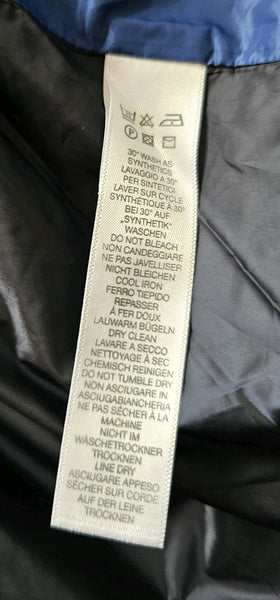 P
30° WASH AS
SYNTHETICS
LAVAGGIO A 30°
PER SINTETICI
LAVER SUR CYCLE
SYNTHÉTIQUE À 30°
BEI 30° AUF
„SYNTHETIK“
WASCHEN
DO NOT BLEACH
NON CANDEGGIARE
NE PAS JAVELLISER
NICHT BLEICHEN
COOL IRON
FERRO TIEPIDO
REPASSER
À FER DOUX
LAUWARM BÜGELN
DRY CLEAN
LAVARE A SECCO
NETTOYAGE À SEC
CHEMISCH REINIGEN
DO NOT TUMBLE DRY
NON ASCIUGARE IN
ASCIUGABIANCHERIA
NE PAS SÉCHER À LA
MACHINE
NICHT IM
WÄSCHETROCKNER
TROCKNEN
LINE DRY
ASCIUGARE APPESO
SÉCHER SUR CORDE
AUF DER LEINE
TROCKNEN